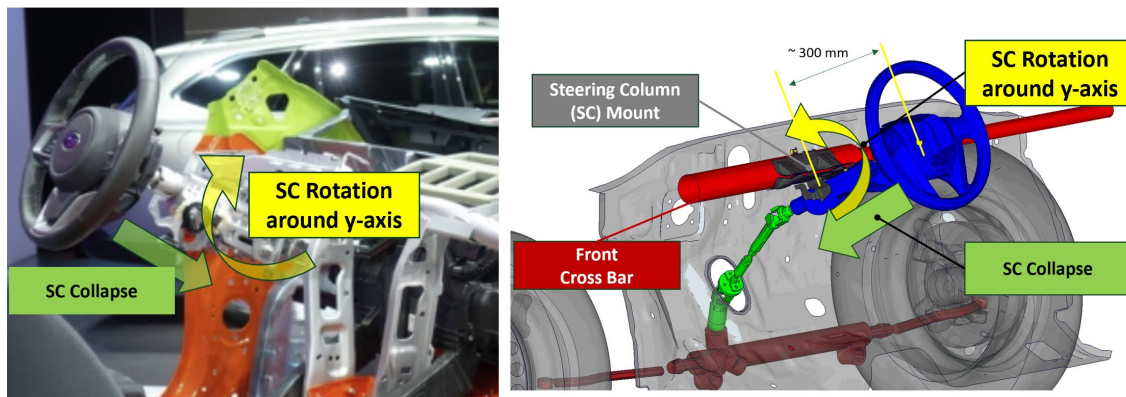 SC Rotation
around y-axis
SC Collapse
~ 300 mm
Steering Column
(SC) Mount
SC Rotation
around y-axis
Front
Cross Bar
SC Collapse